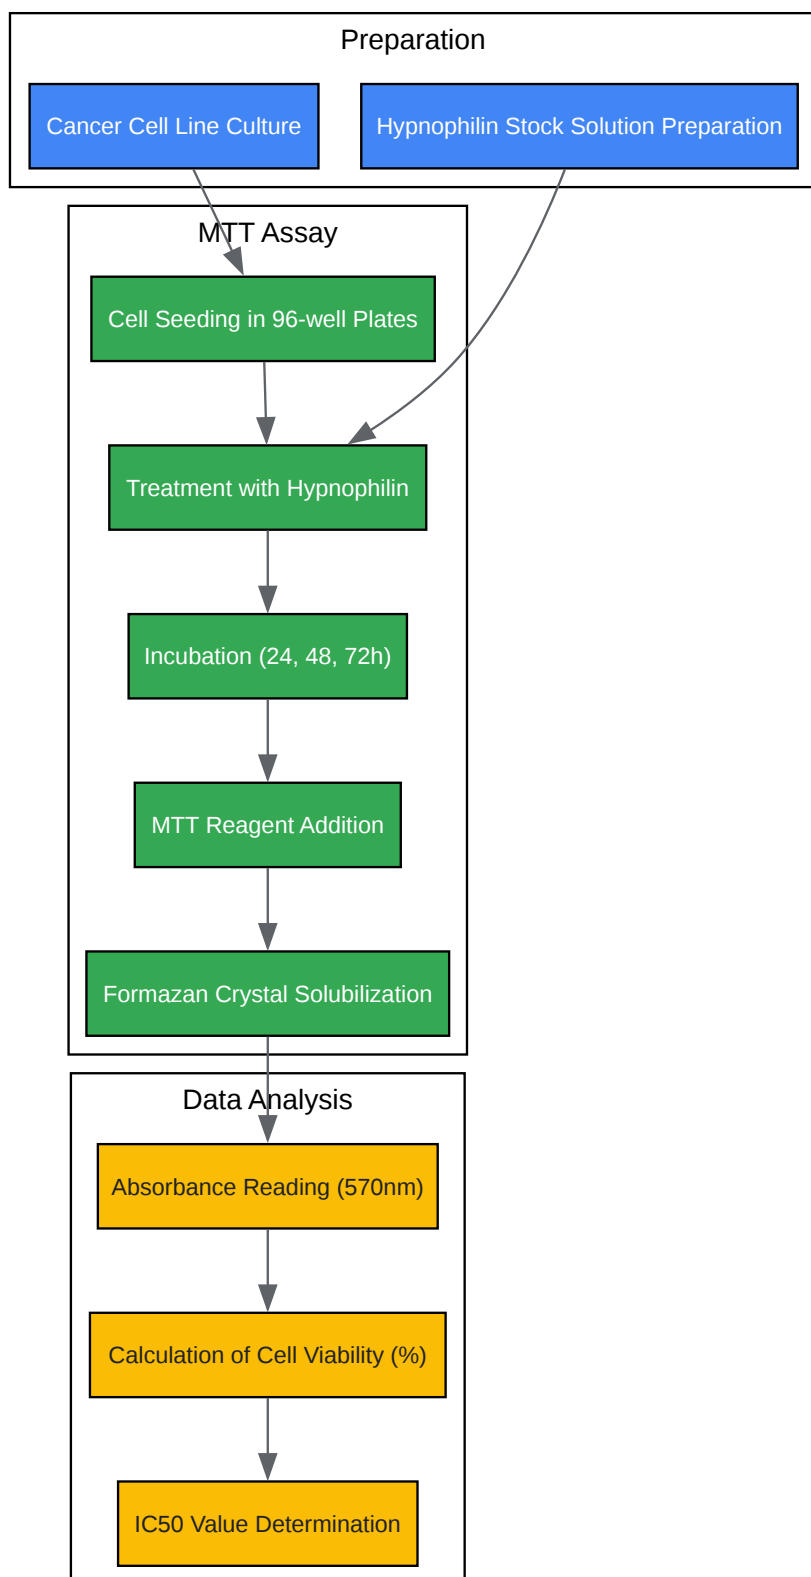 Preparation
Cancer Cell Line Culture
Hypnophilin Stock Solution Preparation
MTT Assay
Cell Seeding in 96-well Plates
Treatment with Hypnophilin
Incubation (24, 48, 72h)
MTT Reagent Addition
Formazan Crystal Solubilization
Data Analysis
Absorbance Reading (570nm)
Calculation of Cell Viability (%)
IC50 Value Determination